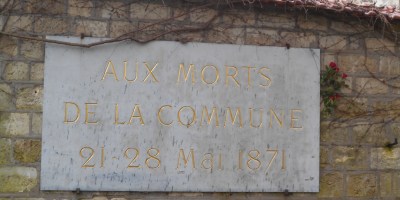 AUX MORTS
DE LA COMMUNE
21-28 Mai 1871